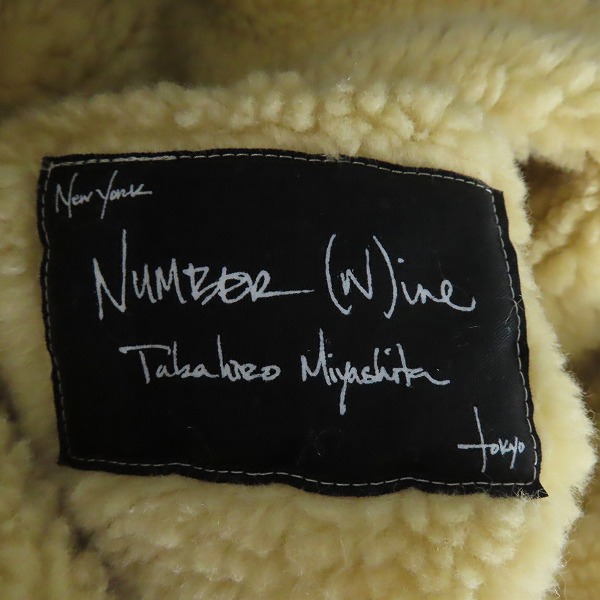 New York
NUMBER (N)ine
Takahiro Miyashita
tokyo